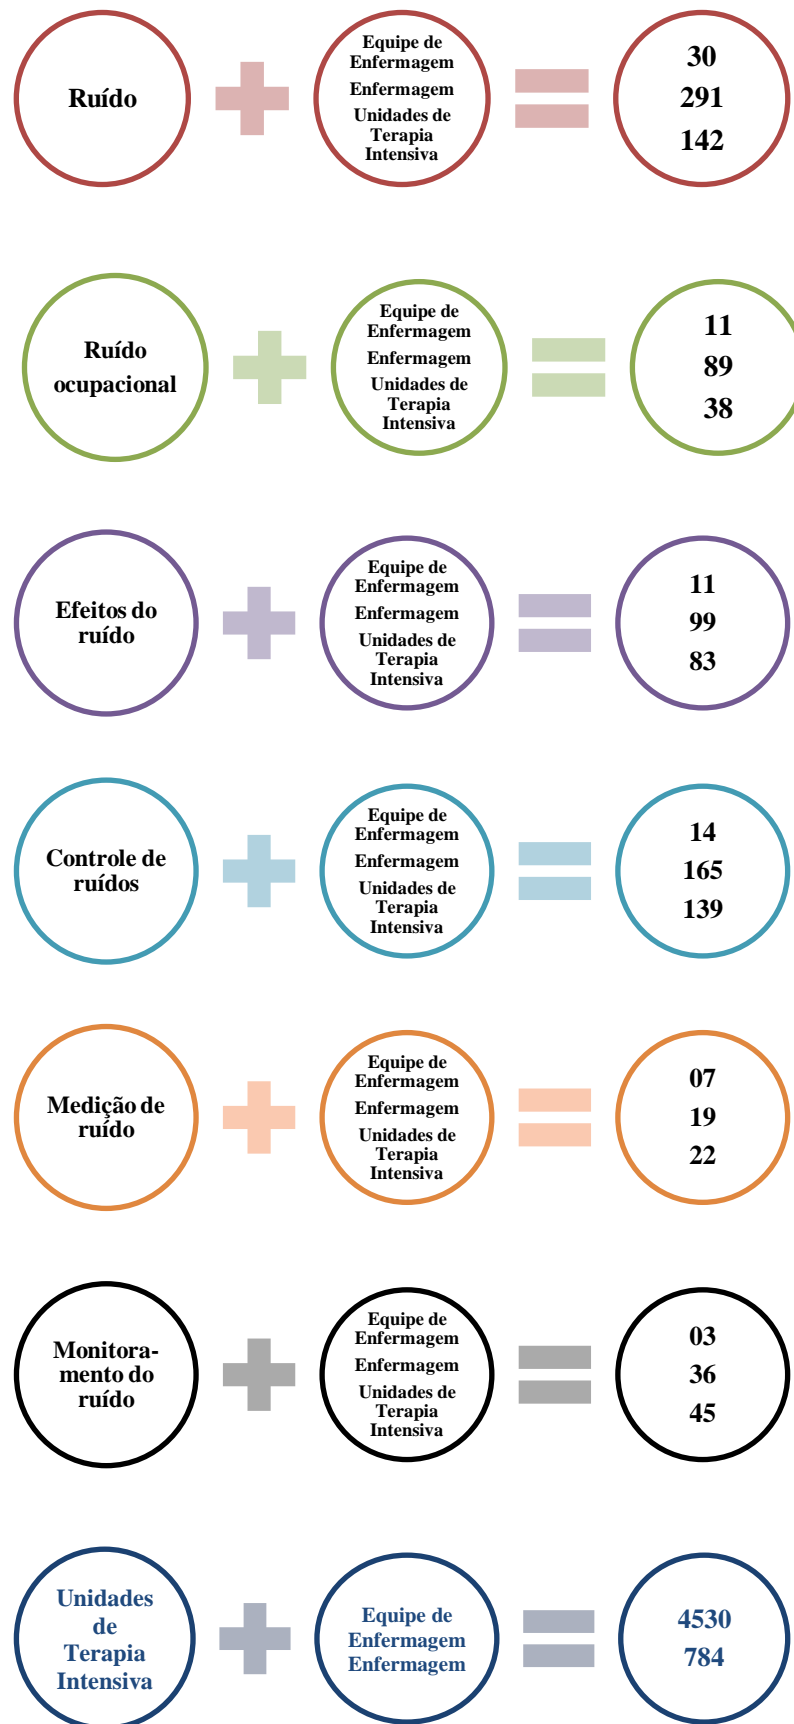 Ruído
Equipe de
Enfermagem
Enfermagem
Unidades de
Terapia
Intensiva
30
291
142
Ruído
ocupacional
Equipe de
Enfermagem
Enfermagem
Unidades de
Terapia
Intensiva
11
89
38
Efeitos do
ruído
Equipe de
Enfermagem
Enfermagem
Unidades de
Terapia
Intensiva
11
99
83
Controle de
ruídos
Equipe de
Enfermagem
Enfermagem
Unidades de
Terapia
Intensiva
14
165
139
Medição de
ruído
Equipe de
Enfermagem
Enfermagem
Unidades de
Terapia
Intensiva
07
19
22
Monitora-
mento do
ruído
Equipe de
Enfermagem
Enfermagem
Unidades de
Terapia
Intensiva
03
36
45
Unidades
de
Terapia
Intensiva
Equipe de
Enfermagem
Enfermagem
4530
784